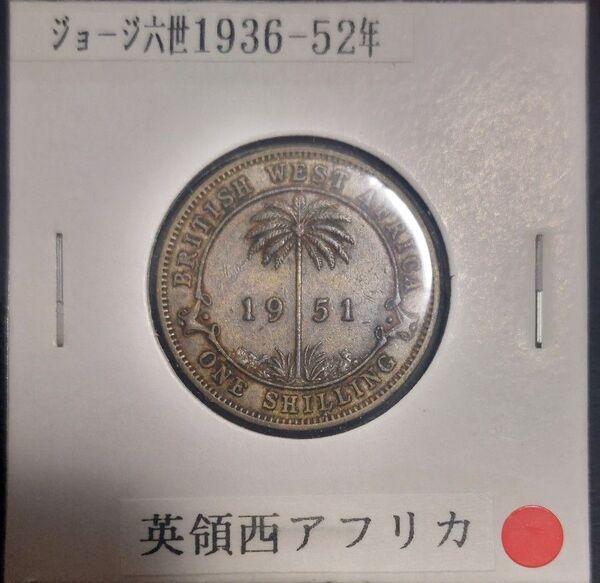 ジョージ六世1936-52年
BRITISH WEST AFRICA
1951
ONE SHILLING
英領西アフリカ